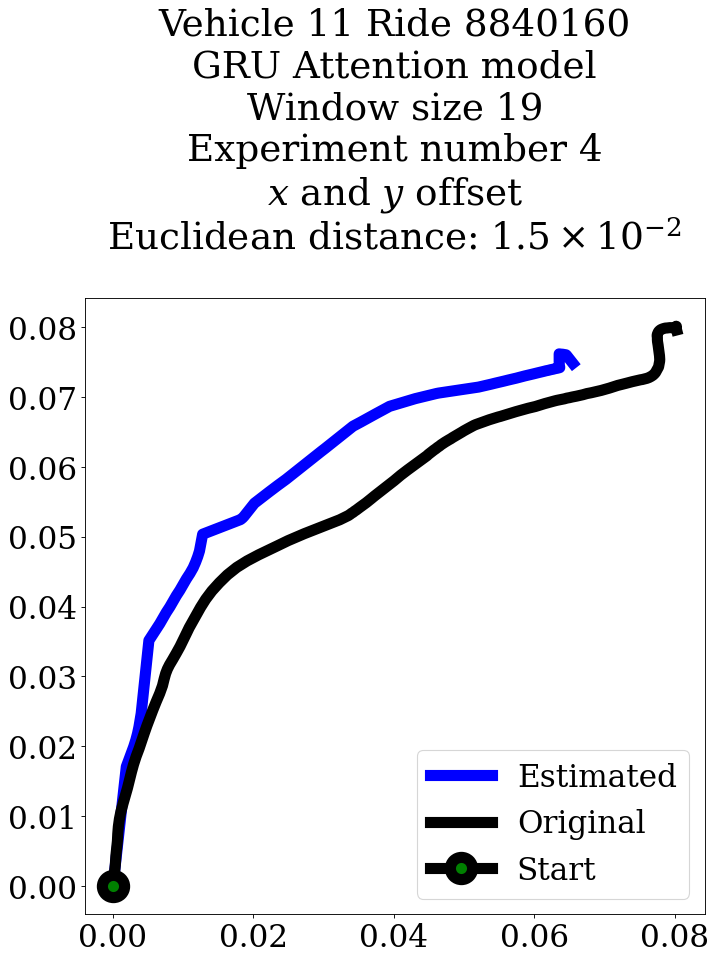 Vehicle 11 Ride 8840160
GRU Attention model
Window size 19
Experiment number 4
x and y offset
Euclidean distance: 1.5 × 10⁻²
0.08
0.07
0.06
0.05
0.04
0.03
0.02
0.01
0.00
Estimated
Original
Start
0.00 0.02 0.04 0.06 0.08